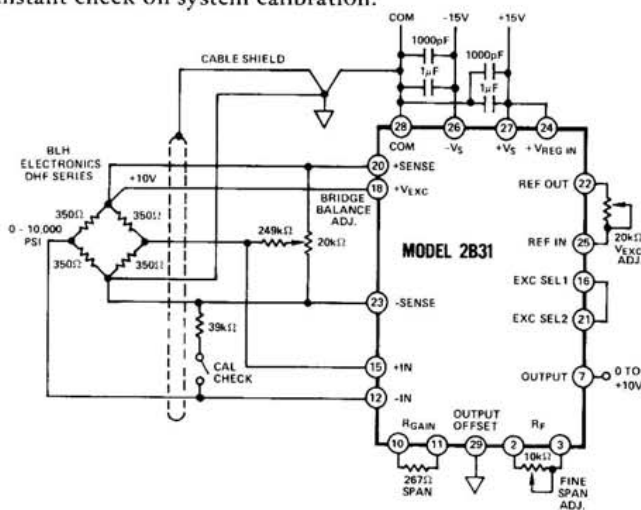 instant check on system calibration.
COM -15V +15V
1000pF
1µF
1000pF
1µF
CABLE SHIELD
28 26 27 24
COM -VS +VS +VREG IN
BLH
ELECTRONICS
DHF SERIES
+10V
20 +SENSE
18 +VEXC
BRIDGE
BALANCE
ADJ.
350Ω 350Ω
350Ω 350Ω
0 - 10,000
PSI
249kΩ
20kΩ
MODEL 2B31
REF OUT 22
20kΩ
VEXC
ADJ.
REF IN 25
EXC SEL1 16
EXC SEL2 21
23 -SENSE
39kΩ
CAL
CHECK
15 +IN
12 -IN
OUTPUT 7
0 TO
+10V
RGAIN
OUTPUT
OFFSET
RF
10 11 29 2 3
267Ω
SPAN
10kΩ
FINE
SPAN
ADJ.